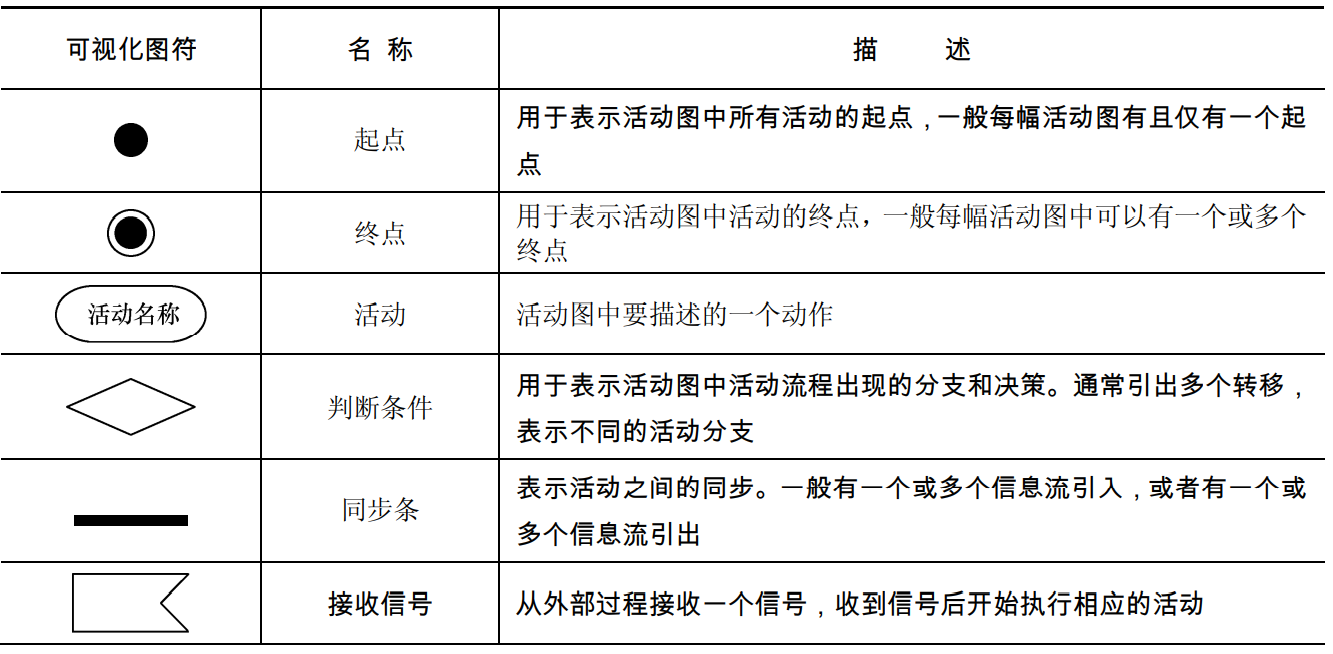 可视化图符 名 称 描 述
起点 用于表示活动图中所有活动的起点，一般每幅活动图有且仅有一个起
点
终点 用于表示活动图中活动的终点，一般每幅活动图中可以有一个或多个
终点
活动名称 活动 活动图中要描述的一个动作
判断条件 用于表示活动图中活动流程出现的分支和决策。通常引出多个转移，
表示不同的活动分支
同步条 表示活动之间的同步。一般有一个或多个信息流引入，或者有一个或
多个信息流引出
接收信号 从外部过程接收一个信号，收到信号后开始执行相应的活动